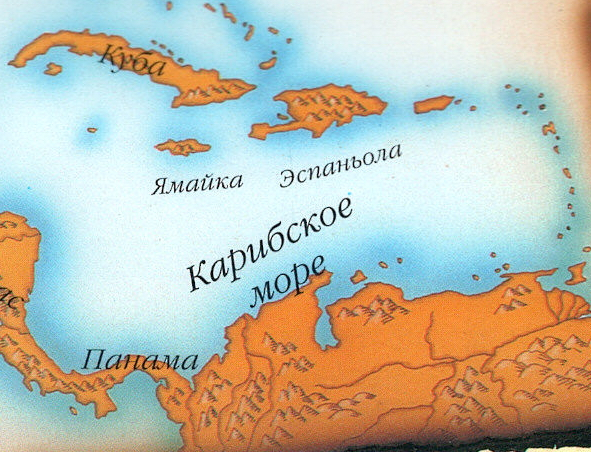 Куба
Ямайка
Эспаньола
Карибское
море
Панама